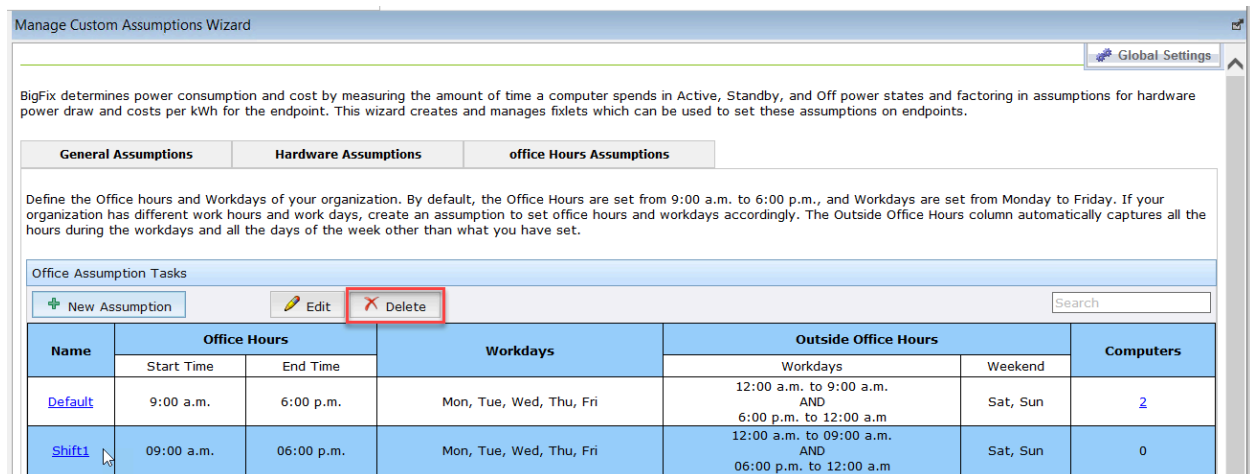 Manage Custom Assumptions Wizard
Global Settings
BigFix determines power consumption and cost by measuring the amount of time a computer spends in Active, Standby, and Off power states and factoring in assumptions for hardware
power draw and costs per kWh for the endpoint. This wizard creates and manages fixlets which can be used to set these assumptions on endpoints.
General Assumptions Hardware Assumptions office Hours Assumptions
Define the Office hours and Workdays of your organization. By default, the Office Hours are set from 9:00 a.m. to 6:00 p.m., and Workdays are set from Monday to Friday. If your
organization has different work hours and work days, create an assumption to set office hours and workdays accordingly. The Outside Office Hours column automatically captures all the
hours during the workdays and all the days of the week other than what you have set.
Office Assumption Tasks
New Assumption Edit Delete Search
Name Office Hours Workdays Outside Office Hours Computers
Start Time End Time Workdays Weekend
Default 9:00 a.m. 6:00 p.m. Mon, Tue, Wed, Thu, Fri 12:00 a.m. to 9:00 a.m.
AND
6:00 p.m. to 12:00 a.m Sat, Sun 2
Shift1 09:00 a.m. 06:00 p.m. Mon, Tue, Wed, Thu, Fri 12:00 a.m. to 09:00 a.m.
AND
06:00 p.m. to 12:00 a.m Sat, Sun 0